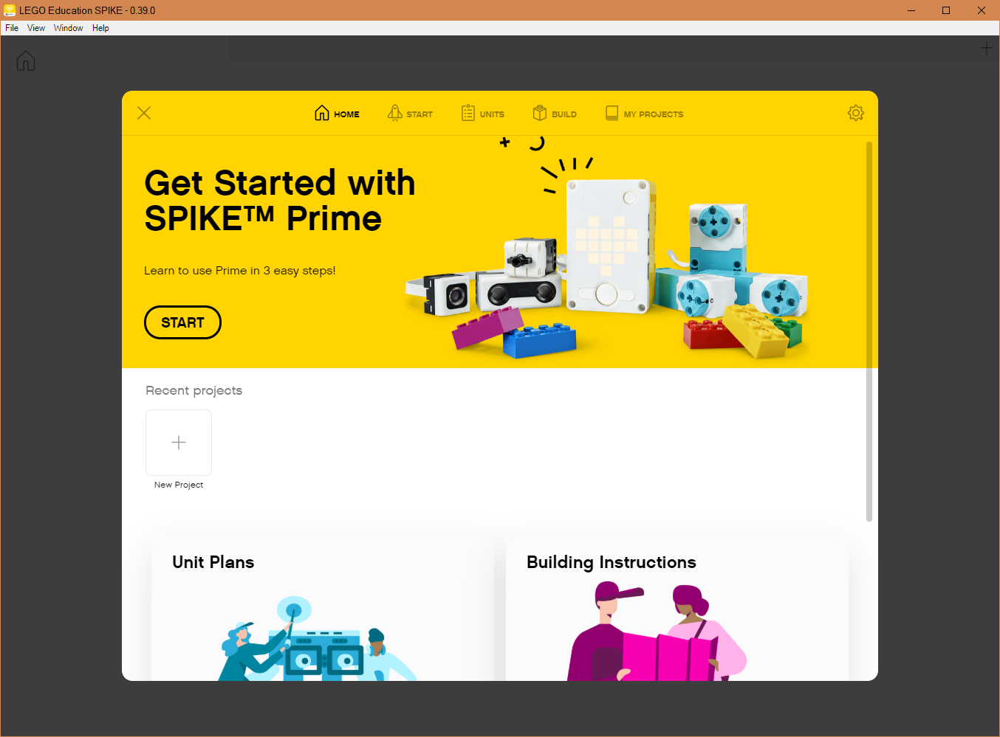 LEGO Education SPIKE - 0.39.0
File View Window Help
HOME START UNITS BUILD MY PROJECTS
Get Started with
SPIKE™ Prime
Learn to use Prime in 3 easy steps!
START
Recent projects
New Project
Unit Plans
Building Instructions